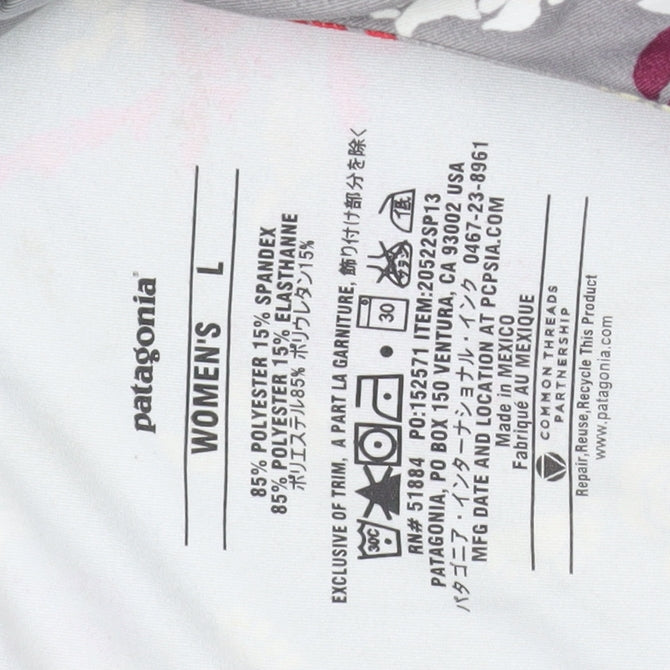 patagonia®
WOMEN'S L
85% POLYESTER 15% SPANDEX
85% POLYESTER 15% ELASTHANNE
ポリエステル85% ポリウレタン15%
EXCLUSIVE OF TRIM, A PART LA GARNITURE, 飾り付け部分を除く
30C 30 低
RN# 51884 PO:152571 ITEM:20522SP13
PATAGONIA, PO BOX 150 VENTURA, CA 93002 USA
パタゴニア・インターナショナル・インク 0467-23-8961
MFG DATE AND LOCATION AT PCPSIA.COM
Made in MEXICO
Fabriqué AU MEXIQUE
COMMON THREADS
PARTNERSHIP
Repair,Reuse,Recycle This Product
www.patagonia.com